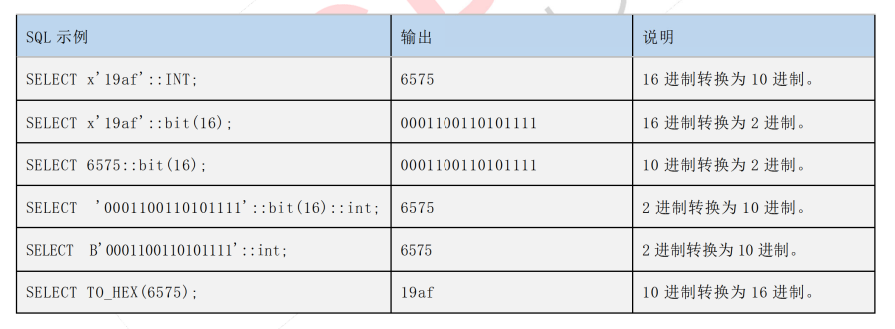 SQL 示例 输出 说明
SELECT x'19af'::INT; 6575 16 进制转换为 10 进制。
SELECT x'19af'::bit(16); 0001100110101111 16 进制转换为 2 进制。
SELECT 6575::bit(16); 0001100110101111 10 进制转换为 2 进制。
SELECT '0001100110101111'::bit(16)::int; 6575 2 进制转换为 10 进制。
SELECT B'0001100110101111'::int; 6575 2 进制转换为 10 进制。
SELECT TO_HEX(6575); 19af 10 进制转换为 16 进制。